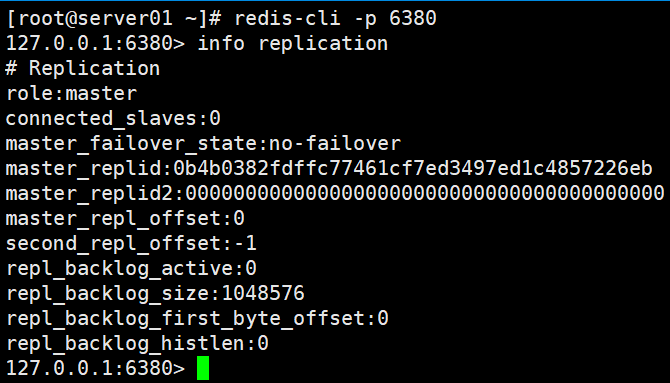 [root@server01 ~]# redis-cli -p 6380
127.0.0.1:6380> info replication
# Replication
role:master
connected_slaves:0
master_failover_state:no-failover
master_replid:0b4b0382fdffc77461cf7ed3497ed1c4857226eb
master_replid2:0000000000000000000000000000000000000000
master_repl_offset:0
second_repl_offset:-1
repl_backlog_active:0
repl_backlog_size:1048576
repl_backlog_first_byte_offset:0
repl_backlog_histlen:0
127.0.0.1:6380>